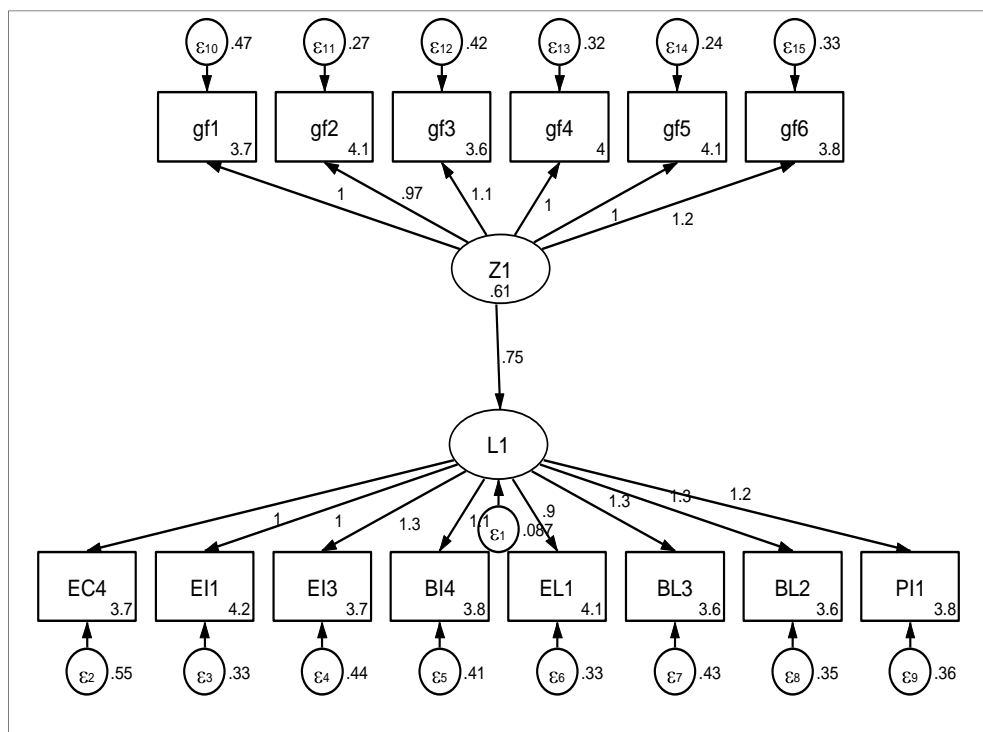 ε10 .47 ε11 .27 ε12 .42 ε13 .32 ε14 .24 ε15 .33
gf1 gf2 gf3 gf4 gf5 gf6
3.7 4.1 3.6 4 4.1 3.8
1 .97 1.1 1 1 1.2
Z1
.61
.75
L1
1 1 1.3 1.1 .9 1.3 1.3 1.2
ε1 .087
EC4 EI1 EI3 BI4 EL1 BL3 BL2 PI1
3.7 4.2 3.7 3.8 4.1 3.6 3.6 3.8
ε2 .55 ε3 .33 ε4 .44 ε5 .41 ε6 .33 ε7 .43 ε8 .35 ε9 .36